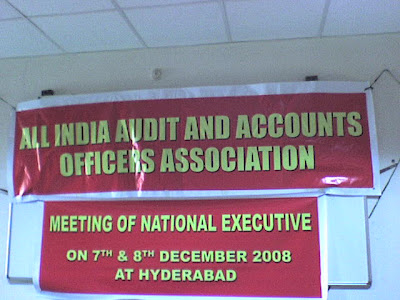 ALL INDIA AUDIT AND ACCOUNTS
OFFICERS ASSOCIATION
MEETING OF NATIONAL EXECUTIVE
ON 7TH & 8TH DECEMBER 2008
AT HYDERABAD